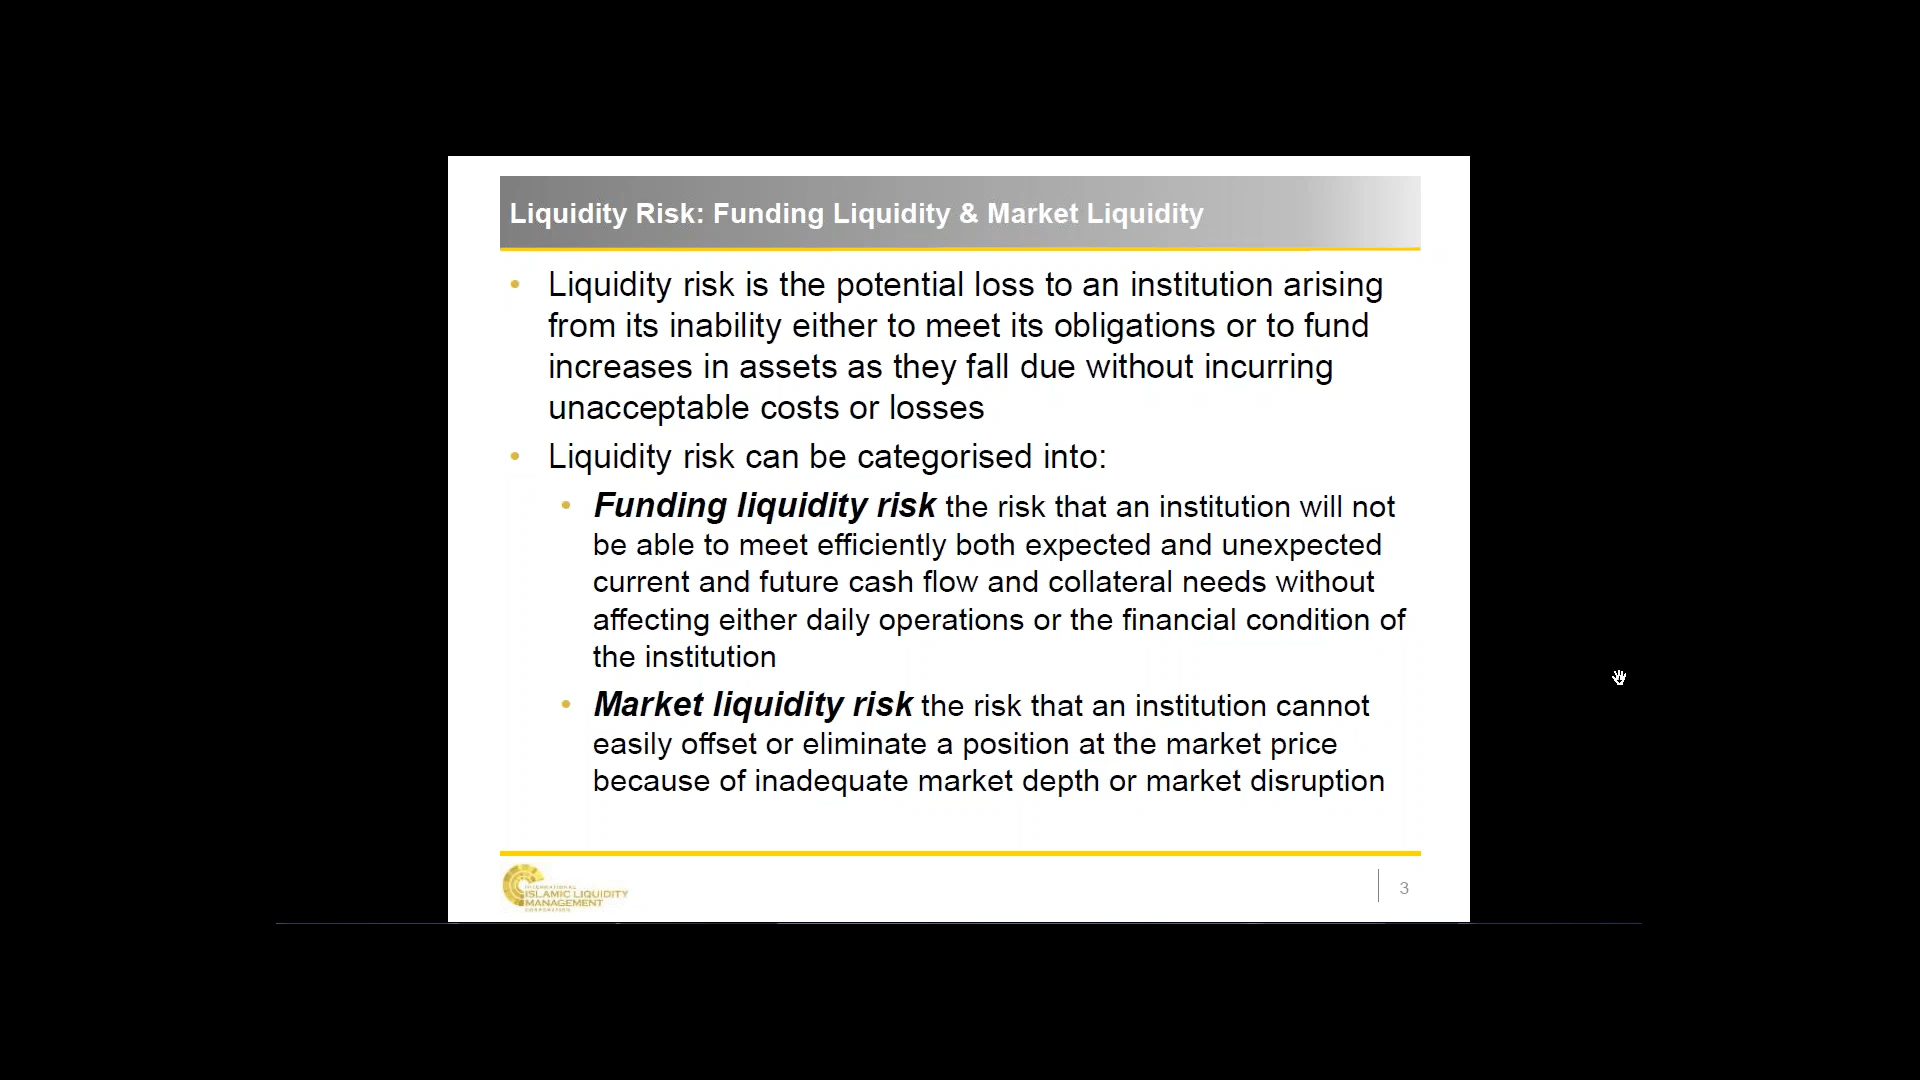 Liquidity Risk: Funding Liquidity & Market Liquidity
• Liquidity risk is the potential loss to an institution arising
from its inability either to meet its obligations or to fund
increases in assets as they fall due without incurring
unacceptable costs or losses
• Liquidity risk can be categorised into:
• Funding liquidity risk the risk that an institution will not
be able to meet efficiently both expected and unexpected
current and future cash flow and collateral needs without
affecting either daily operations or the financial condition of
the institution
• Market liquidity risk the risk that an institution cannot
easily offset or eliminate a position at the market price
because of inadequate market depth or market disruption
INTERNATIONAL
ISLAMIC LIQUIDITY
MANAGEMENT
CORPORATION
3